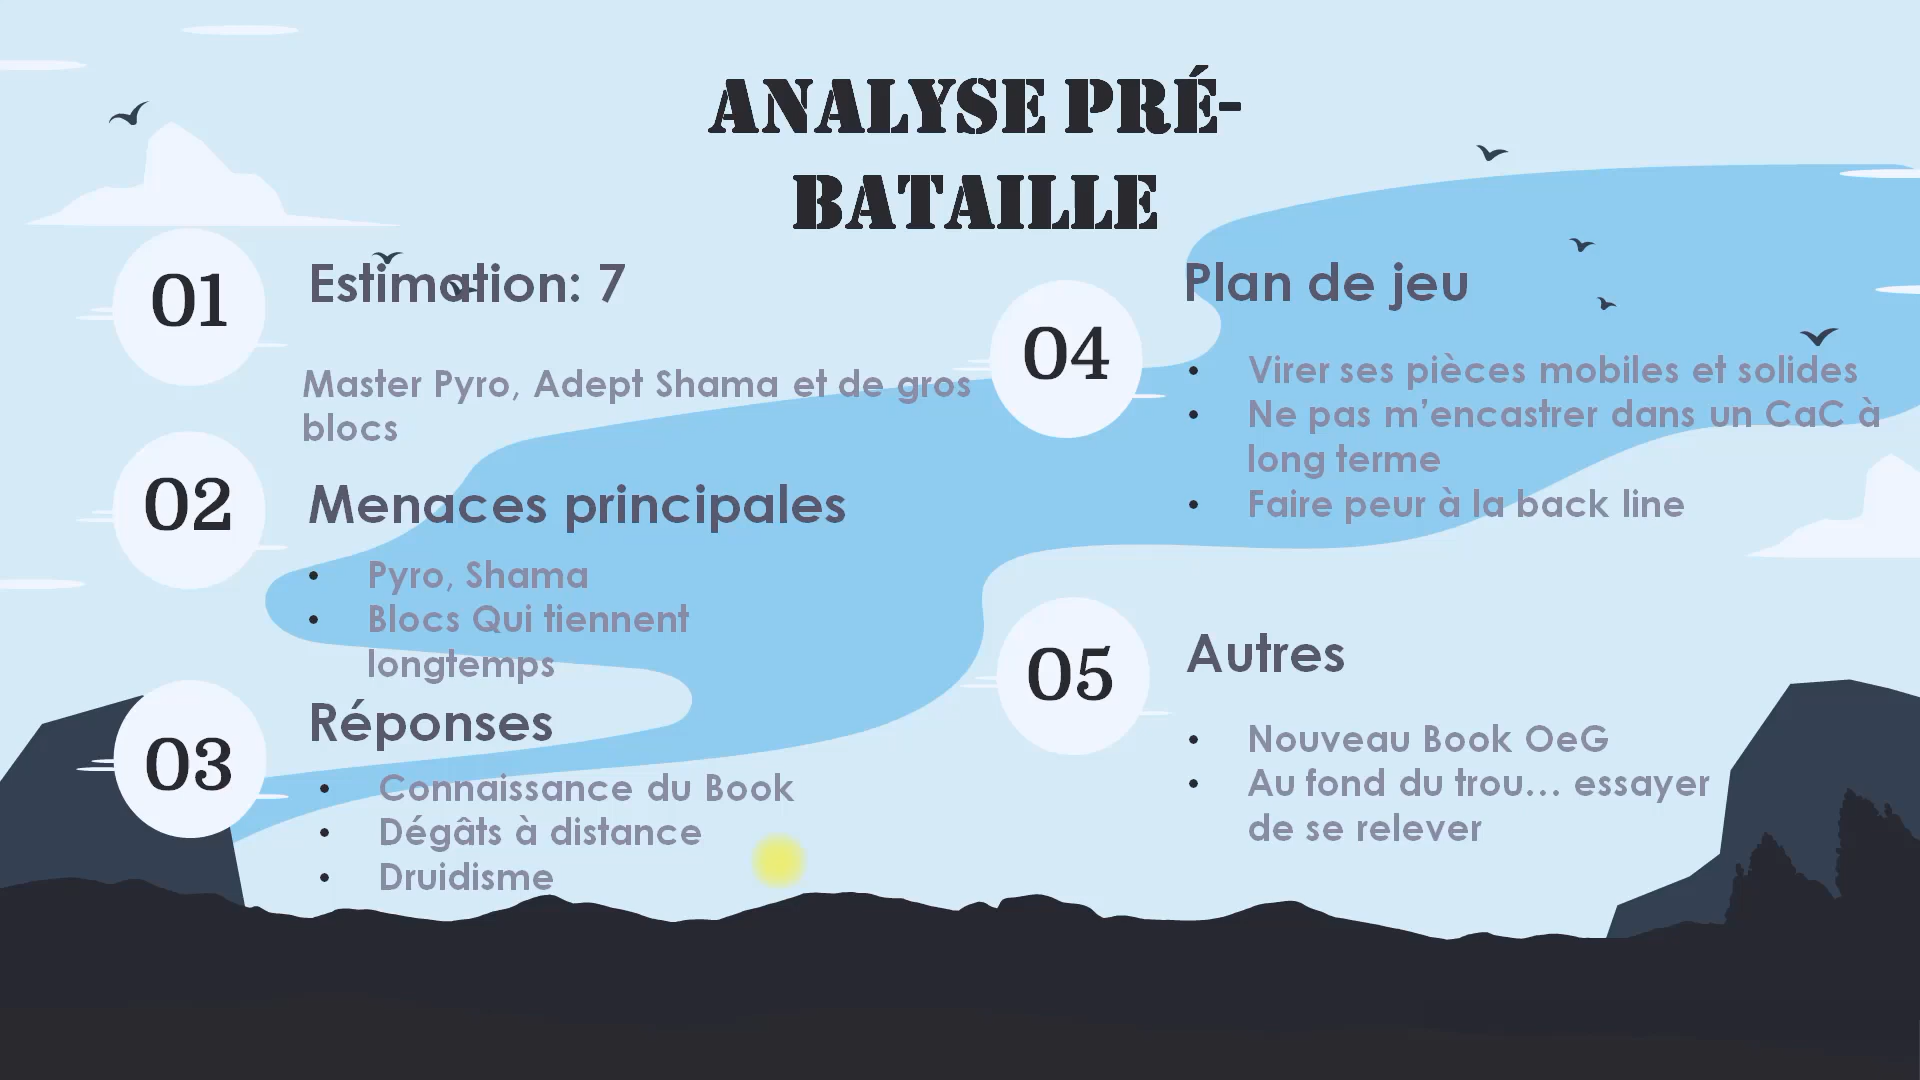 ANALYSE PRÉ-
BATAILLE
01
Estimation: 7
Master Pyro, Adept Shama et de gros
blocs
02
Menaces principales
• Pyro, Shama
• Blocs Qui tiennent
longtemps
03
Réponses
• Connaissance du Book
• Dégâts à distance
• Druidisme
04
Plan de jeu
• Virer ses pièces mobiles et solides
• Ne pas m’encastrer dans un CaC à
long terme
• Faire peur à la back line
05
Autres
• Nouveau Book OeG
• Au fond du trou… essayer
de se relever